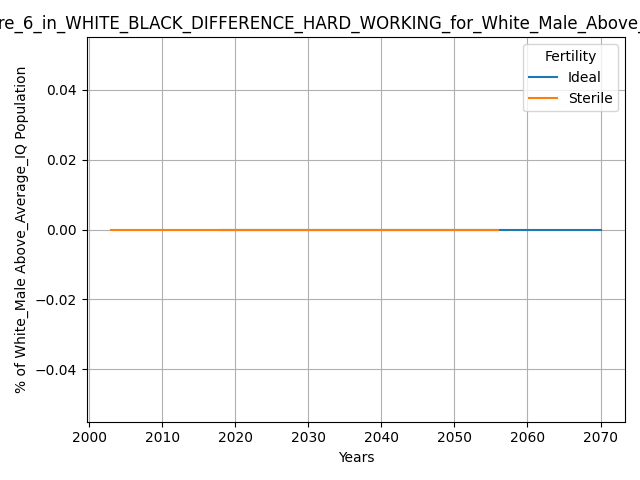 re_6_in_WHITE_BLACK_DIFFERENCE_HARD_WORKING_for_White_Male_Above_
Fertility
Ideal
Sterile
% of White_Male Above_Average_IQ Population
0.04
0.02
0.00
−0.02
−0.04
2000 2010 2020 2030 2040 2050 2060 2070
Years